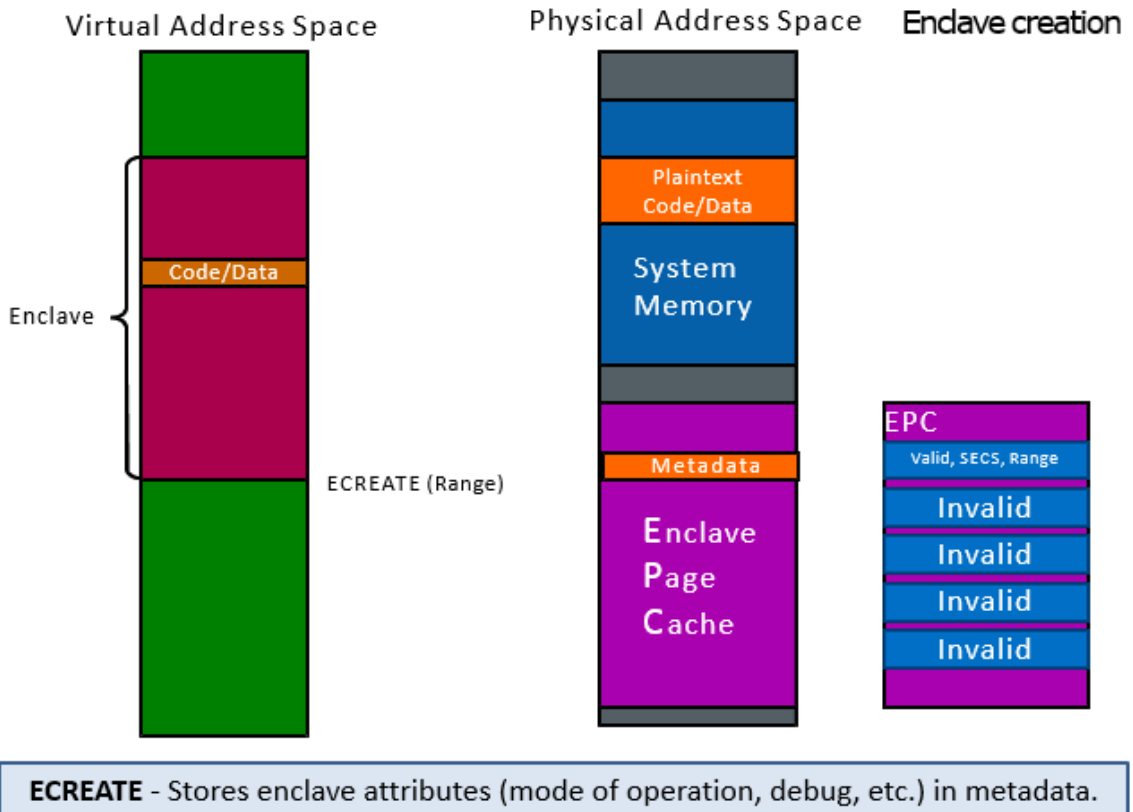 Virtual Address Space
Physical Address Space
Enclave creation
Plaintext
Code/Data
Code/Data
System
Memory
Enclave
ECREATE (Range)
Metadata
Enclave
Page
Cache
EPC
Valid, SECS, Range
Invalid
Invalid
Invalid
Invalid
ECREATE - Stores enclave attributes (mode of operation, debug, etc.) in metadata.